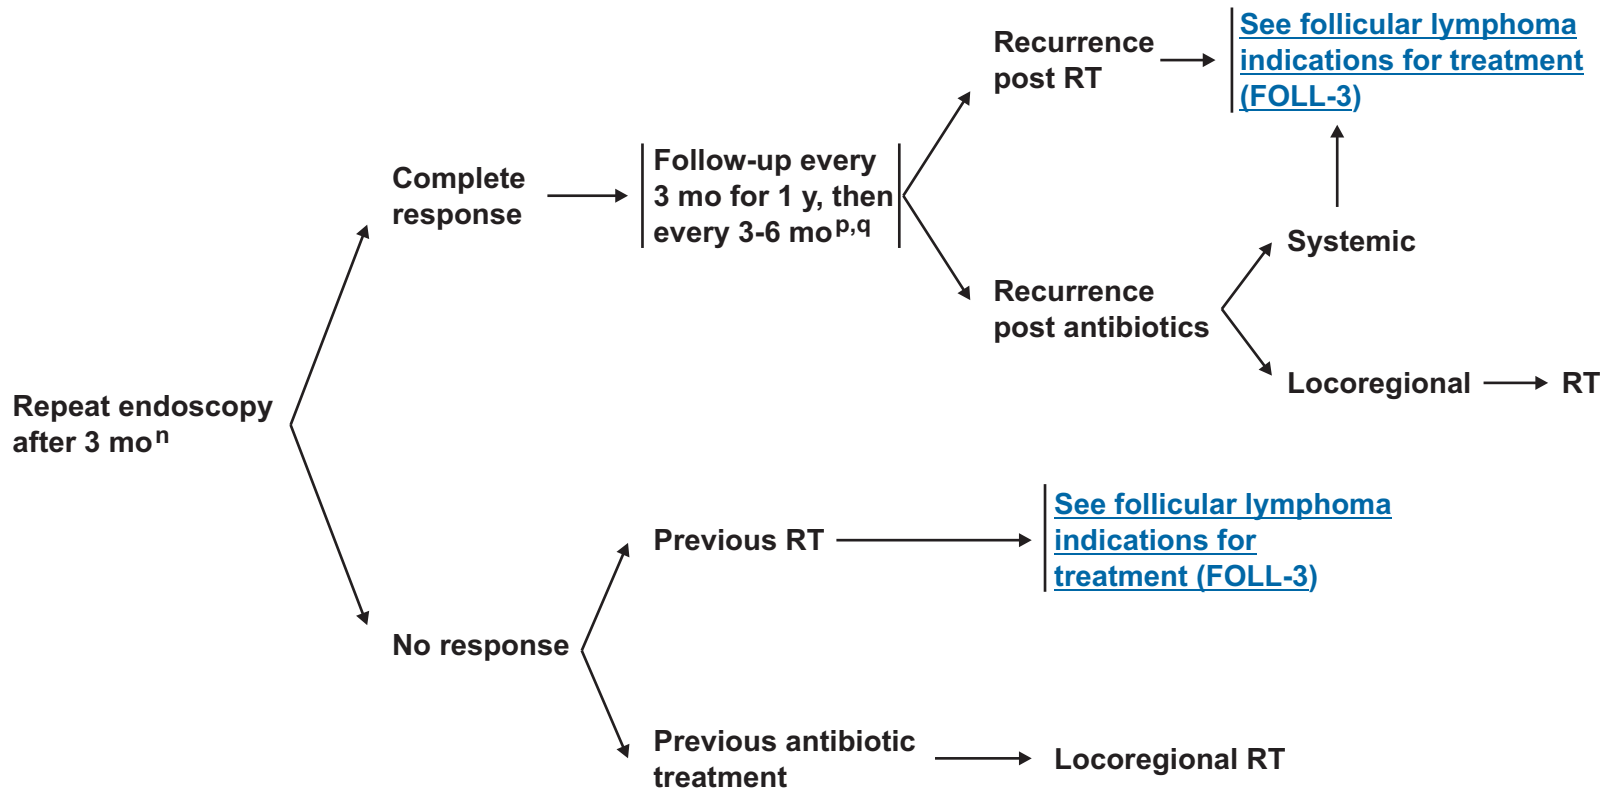 Repeat endoscopy
after 3 mo n
Complete
response
Follow-up every
3 mo for 1 y, then
every 3-6 mo p,q
Recurrence
post RT
See follicular lymphoma
indications for treatment
(FOLL-3)
Recurrence
post antibiotics
Systemic
Locoregional
RT
No response
Previous RT
See follicular lymphoma
indications for
treatment (FOLL-3)
Previous antibiotic
treatment
Locoregional RT